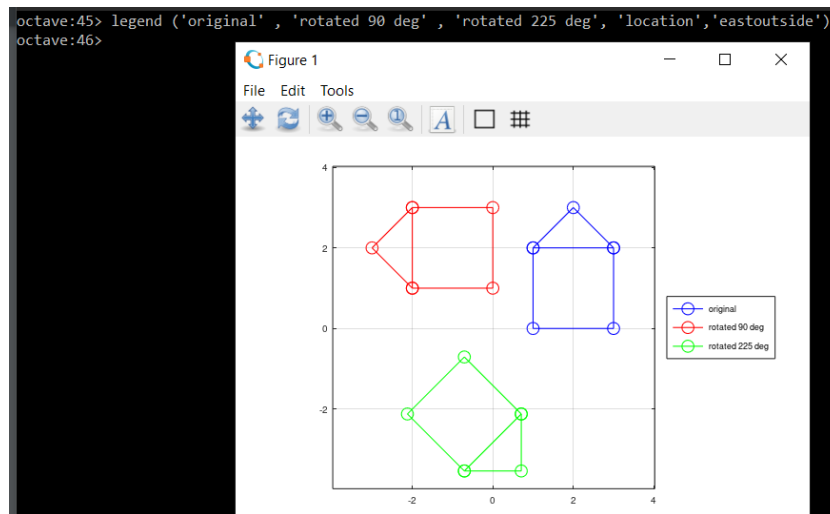 octave:45> legend ('original' , 'rotated 90 deg' , 'rotated 225 deg', 'location','eastoutside')
octave:46>
Figure 1
File Edit Tools
A
4
2
0
-2
-2 0 2 4
original
rotated 90 deg
rotated 225 deg